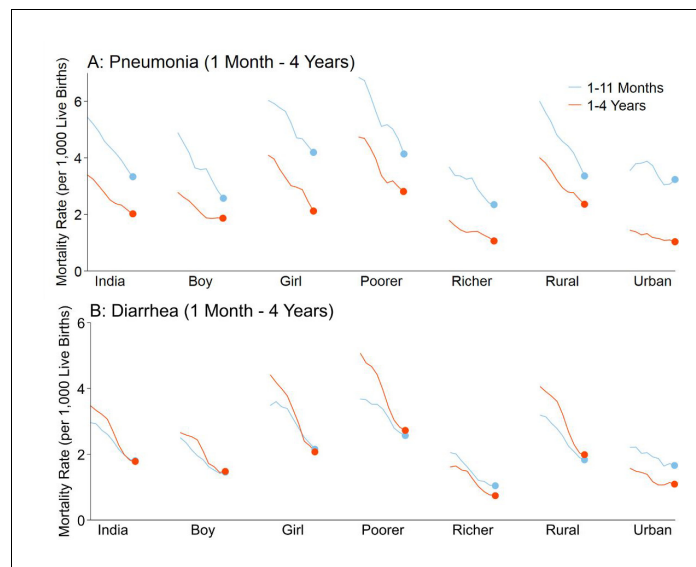 A: Pneumonia (1 Month - 4 Years)
Mortality Rate (per 1,000 Live Births)
6
4
2
0
1-11 Months
1-4 Years
India Boy Girl Poorer Richer Rural Urban
B: Diarrhea (1 Month - 4 Years)
Mortality Rate (per 1,000 Live Births)
6
4
2
0
India Boy Girl Poorer Richer Rural Urban